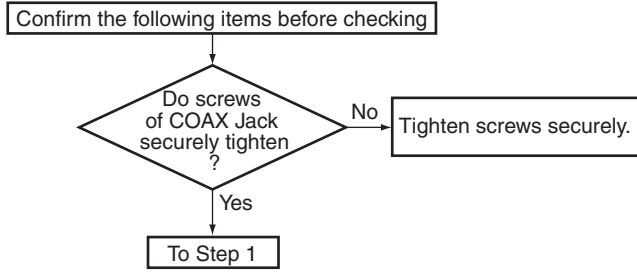 Confirm the following items before checking
Do screws
of COAX Jack
securely tighten
?
No
Tighten screws securely.
Yes
To Step 1